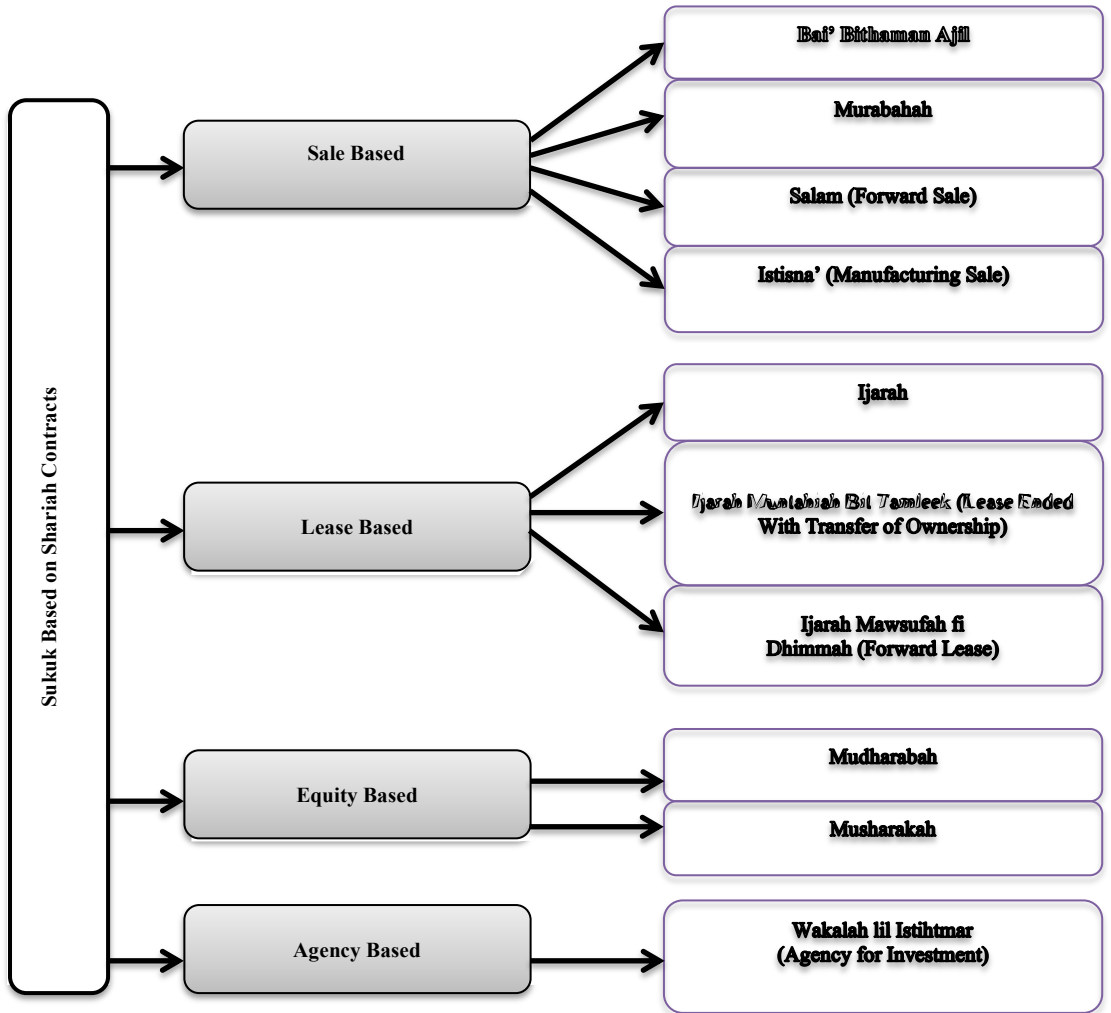 Sukuk Based on Shariah Contracts
Sale Based
Bai’ Bithaman Ajil
Murabahah
Salam (Forward Sale)
Istisna’ (Manufacturing Sale)
Lease Based
Ijarah
Ijarah Muntahiah Bit Tamleek (Lease Ended
With Transfer of Ownership)
Ijarah Mawsufah fi
Dhimmah (Forward Lease)
Equity Based
Mudharabah
Musharakah
Agency Based
Wakalah lil Istihtmar
(Agency for Investment)